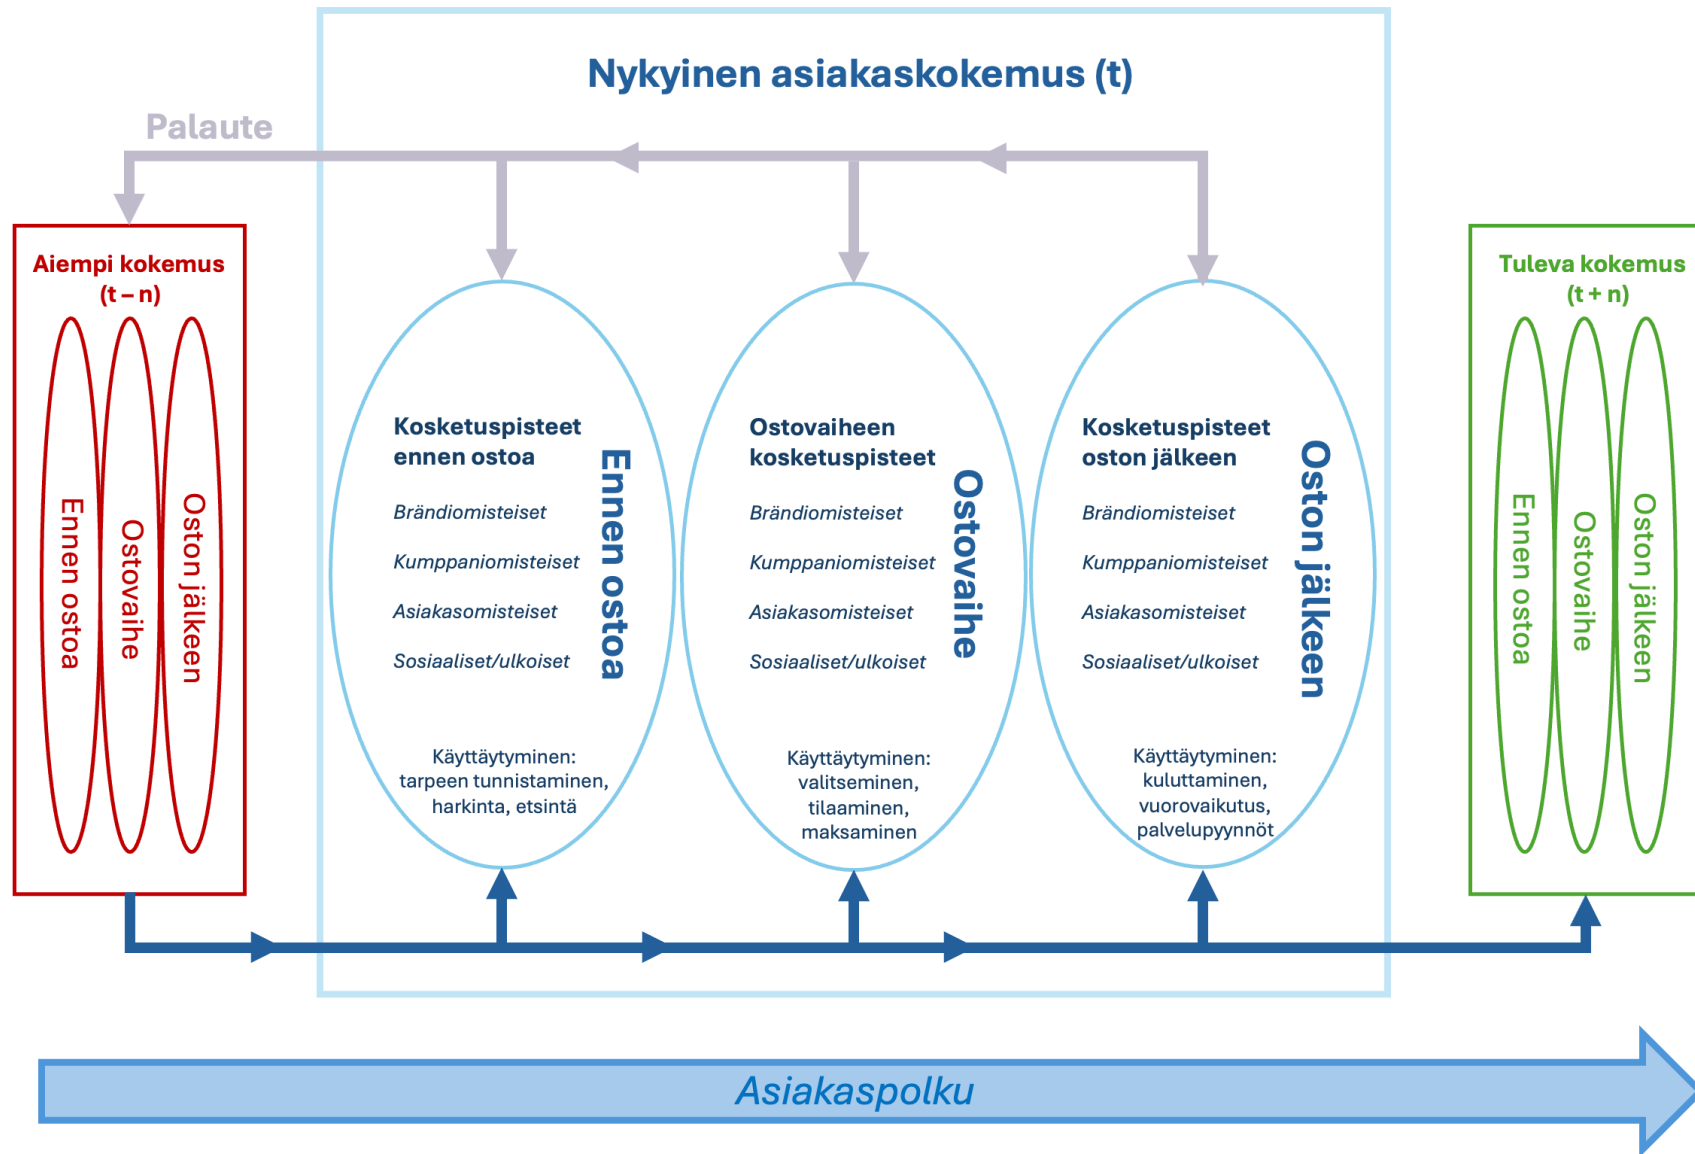 Nykyinen asiakaskokemus (t)
Palaute
Aiempi kokemus
(t – n)
Ennen ostoa
Ostovaihe
Oston jälkeen
Kosketuspisteet
ennen ostoa
Brändiomisteiset
Kumppaniomisteiset
Asiakasomisteiset
Sosiaaliset/ulkoiset
Ennen ostoa
Käyttäytyminen:
tarpeen tunnistaminen,
harkinta, etsintä
Ostovaiheen
kosketuspisteet
Brändiomisteiset
Kumppaniomisteiset
Asiakasomisteiset
Sosiaaliset/ulkoiset
Ostovaihe
Käyttäytyminen:
valitseminen,
tilaaminen,
maksaminen
Kosketuspisteet
oston jälkeen
Brändiomisteiset
Kumppaniomisteiset
Asiakasomisteiset
Sosiaaliset/ulkoiset
Oston jälkeen
Käyttäytyminen:
kuluttaminen,
vuorovaikutus,
palvelupyynnöt
Tuleva kokemus
(t + n)
Ennen ostoa
Ostovaihe
Oston jälkeen
Asiakaspolku